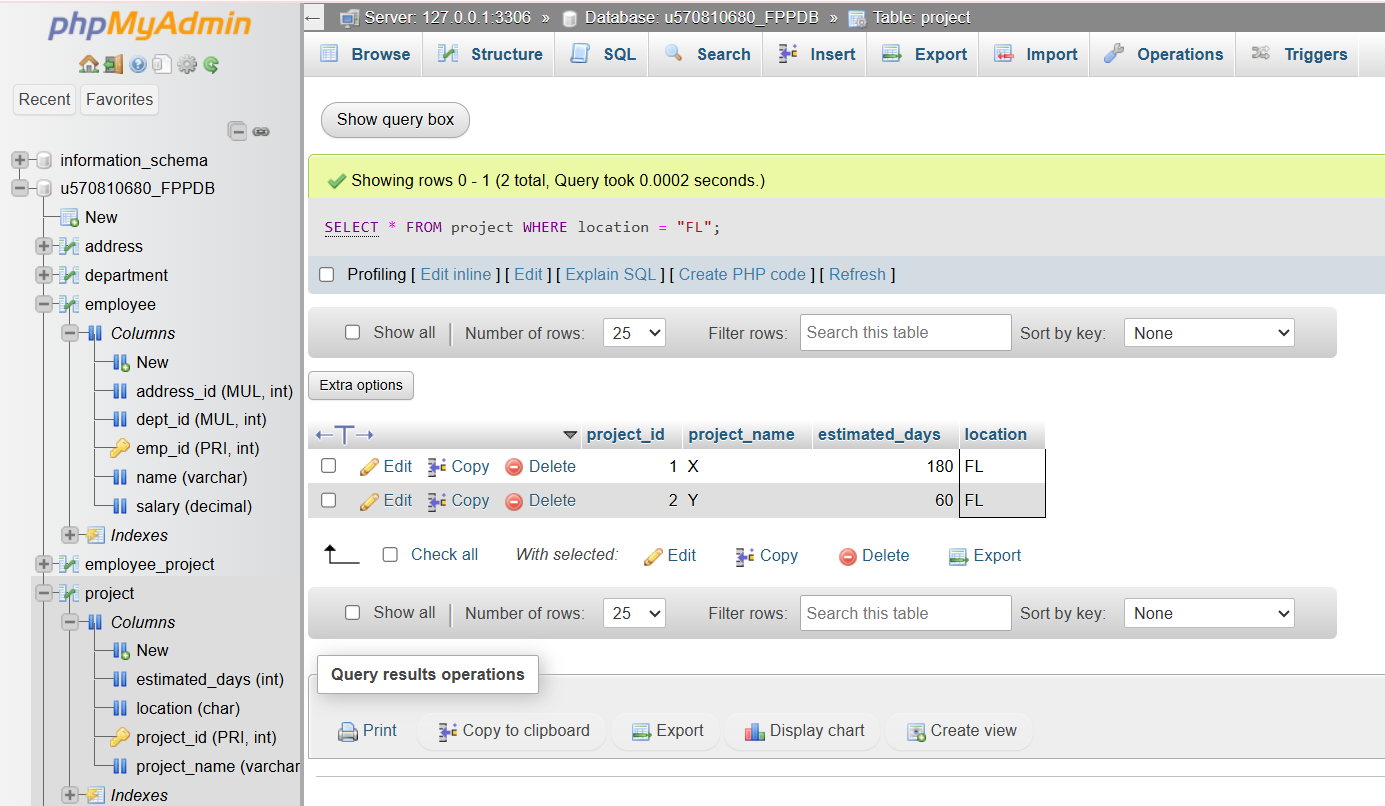 phpMyAdmin
Recent Favorites
information_schema
u570810680_FPPDB
New
address
department
employee
Columns
New
address_id (MUL, int)
dept_id (MUL, int)
emp_id (PRI, int)
name (varchar)
salary (decimal)
Indexes
employee_project
project
Columns
New
estimated_days (int)
location (char)
project_id (PRI, int)
project_name (varchar
Indexes
Server: 127.0.0.1:3306 » Database: u570810680_FPPDB » Table: project
Browse Structure SQL Search Insert Export Import Operations Triggers
Show query box
Showing rows 0 - 1 (2 total, Query took 0.0002 seconds.)
SELECT * FROM project WHERE location = "FL";
Profiling [ Edit inline ] [ Edit ] [ Explain SQL ] [ Create PHP code ] [ Refresh ]
Show all Number of rows: 25 Filter rows: Search this table Sort by key: None
Extra options
←T→ project_id project_name estimated_days location
Edit Copy Delete 1 X 180 FL
Edit Copy Delete 2 Y 60 FL
Check all With selected: Edit Copy Delete Export
Show all Number of rows: 25 Filter rows: Search this table Sort by key: None
Query results operations
Print Copy to clipboard Export Display chart Create view